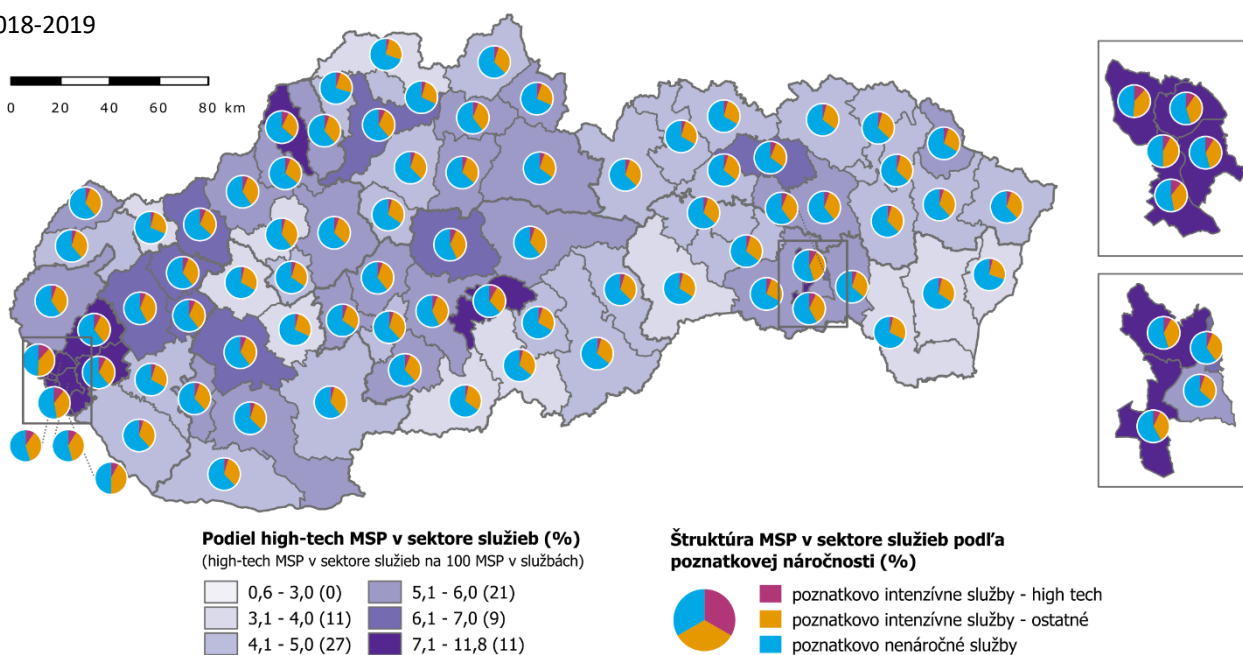 018-2019
0 20 40 60 80 km
Podiel high-tech MSP v sektore služieb (%)
(high-tech MSP v sektore služieb na 100 MSP v službách)
0,6 - 3,0 (0)
3,1 - 4,0 (11)
4,1 - 5,0 (27)
5,1 - 6,0 (21)
6,1 - 7,0 (9)
7,1 - 11,8 (11)
Štruktúra MSP v sektore služieb podľa
poznatkovej náročnosti (%)
poznatkovo intenzívne služby - high tech
poznatkovo intenzívne služby - ostatné
poznatkovo nenáročné služby